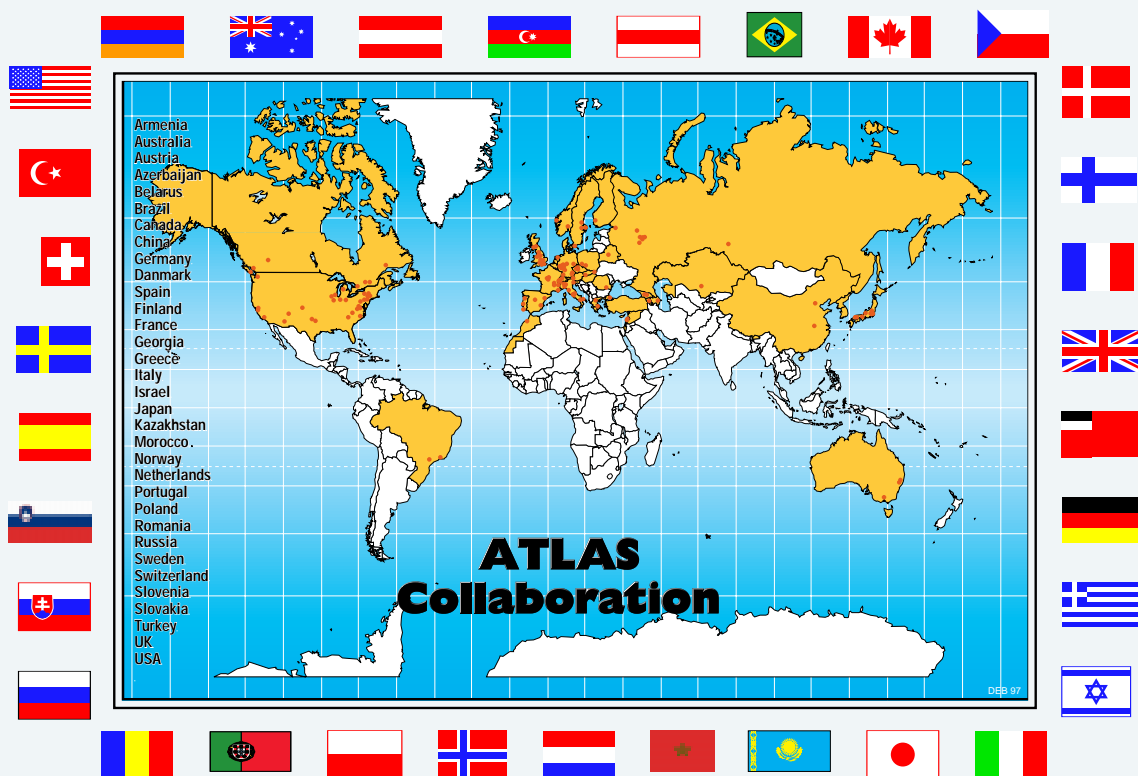 Armenia
Australia
Austria
Azerbaijan
Belarus
Brazil
Canada
China
Germany
Danmark
Spain
Finland
France
Georgia
Greece
Italy
Israel
Japan
Kazakhstan
Morocco.
Norway
Netherlands
Portugal
Poland
Romania
Russia
Sweden
Switzerland
Slovenia
Slovakia
Turkey
UK
USA
ATLAS
Collaboration
DEB 97